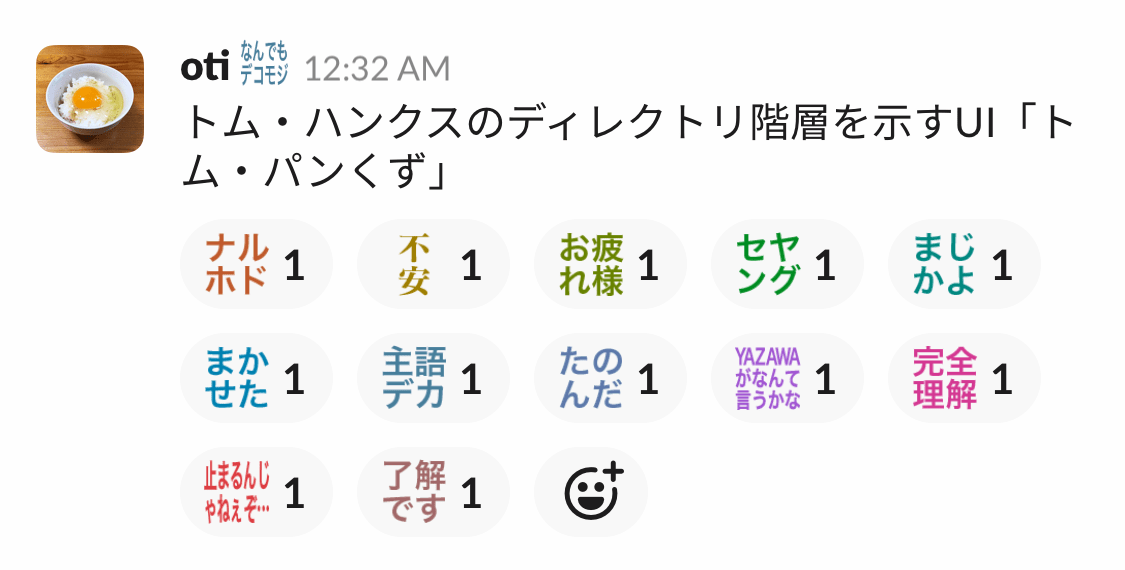 oti なんでもデコモジ 12:32 AM
トム・ハンクスのディレクトリ階層を示すUI「ト
ム・パンくず」
ナルホド 1 不安 1 お疲れ様 1 セヤング 1 まじかよ 1
まかせた 1 主語デカ 1 たのんだ 1 YAZAWAがなんて言うかな 1 完全理解 1
止まるんじゃねぇぞ… 1 了解です 1